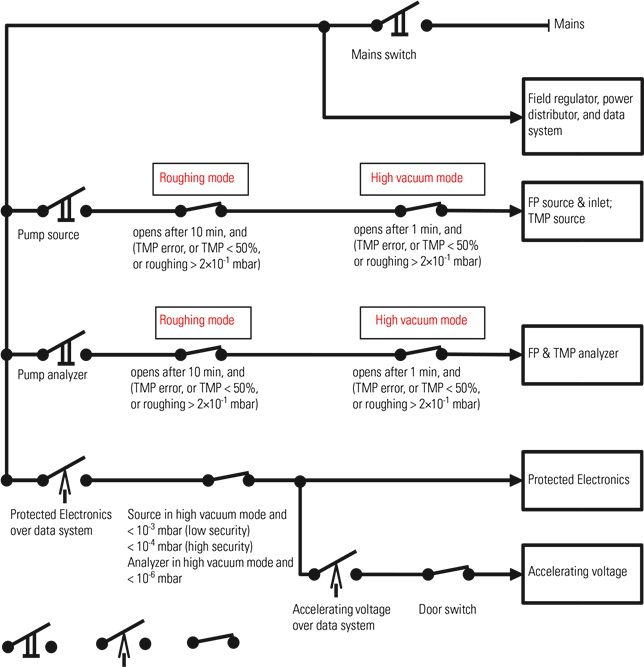 Mains
Mains switch
Field regulator, power
distributor, and data
system
Roughing mode
High vacuum mode
FP source & inlet;
TMP source
Pump source
opens after 10 min, and
(TMP error, or TMP < 50%,
or roughing > 2×10⁻¹ mbar)
opens after 1 min, and
(TMP error, or TMP < 50%
or roughing > 2×10⁻¹ mbar)
Roughing mode
High vacuum mode
FP & TMP analyzer
Pump analyzer
opens after 10 min, and
(TMP error, or TMP < 50%,
or roughing > 2×10⁻¹ mbar)
opens after 1 min, and
(TMP error, or TMP < 50%,
or roughing > 2×10⁻¹ mbar)
Protected Electronics
Protected Electronics
over data system
Source in high vacuum mode and
< 10⁻³ mbar (low security)
< 10⁻⁴ mbar (high security)
Analyzer in high vacuum mode and
< 10⁻⁶ mbar
Accelerating voltage
Accelerating voltage
over data system
Door switch